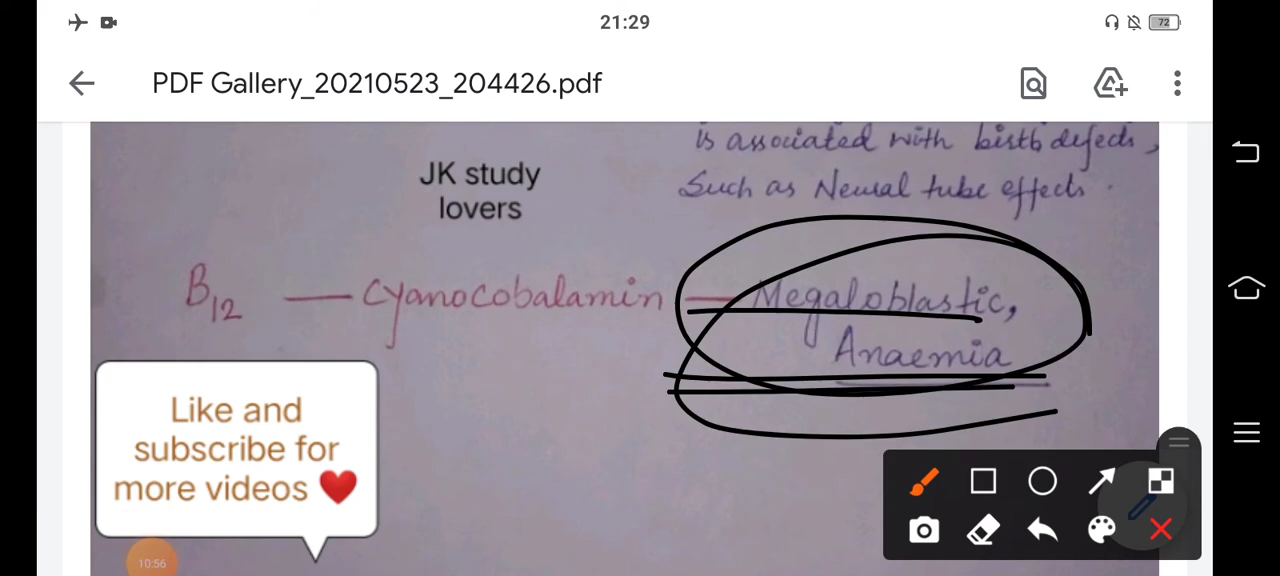 21:29
72
PDF Gallery_20210523_204426.pdf
is associated with birth defects,
Such as Neural tube effects.
JK study
lovers
B12 — Cyanocobalamin — Megaloblastic,
Anaemia
Like and
subscribe for
more videos ❤️
10:56